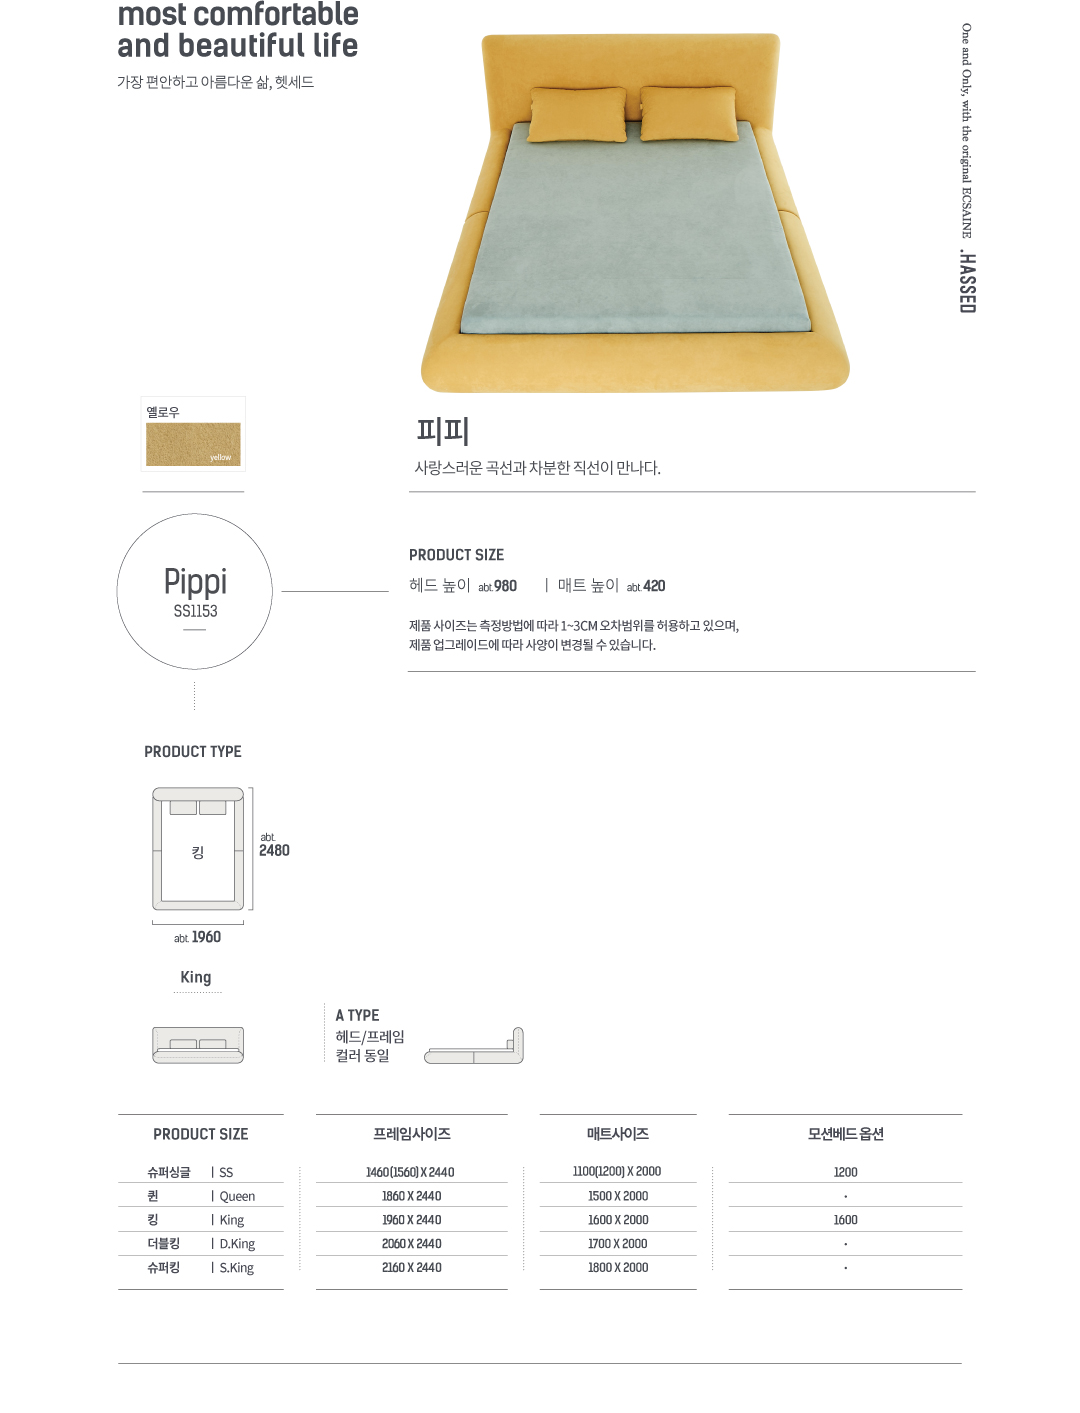 most comfortable
and beautiful life
가장 편안하고 아름다운 삶, 헷세드
One and Only, with the original ECSAINE .HASSED
옐로우
yellow
피피
사랑스러운 곡선과 차분한 직선이 만나다.
Pippi
SS1153
PRODUCT SIZE
헤드 높이 abt.980 | 매트 높이 abt.420
제품 사이즈는 측정방법에 따라 1~3CM 오차범위를 허용하고 있으며,
제품 업그레이드에 따라 사양이 변경될 수 있습니다.
PRODUCT TYPE
킹
abt.
2480
abt. 1960
King
A TYPE
헤드/프레임
컬러 동일
PRODUCT SIZE 프레임사이즈 매트사이즈 모션베드 옵션
슈퍼싱글 | SS 1460(1560) X 2440 1100(1200) X 2000 1200
퀸 | Queen 1860 X 2440 1500 X 2000 ·
킹 | King 1960 X 2440 1600 X 2000 1600
더블킹 | D.King 2060 X 2440 1700 X 2000 ·
슈퍼킹 | S.King 2160 X 2440 1800 X 2000 ·